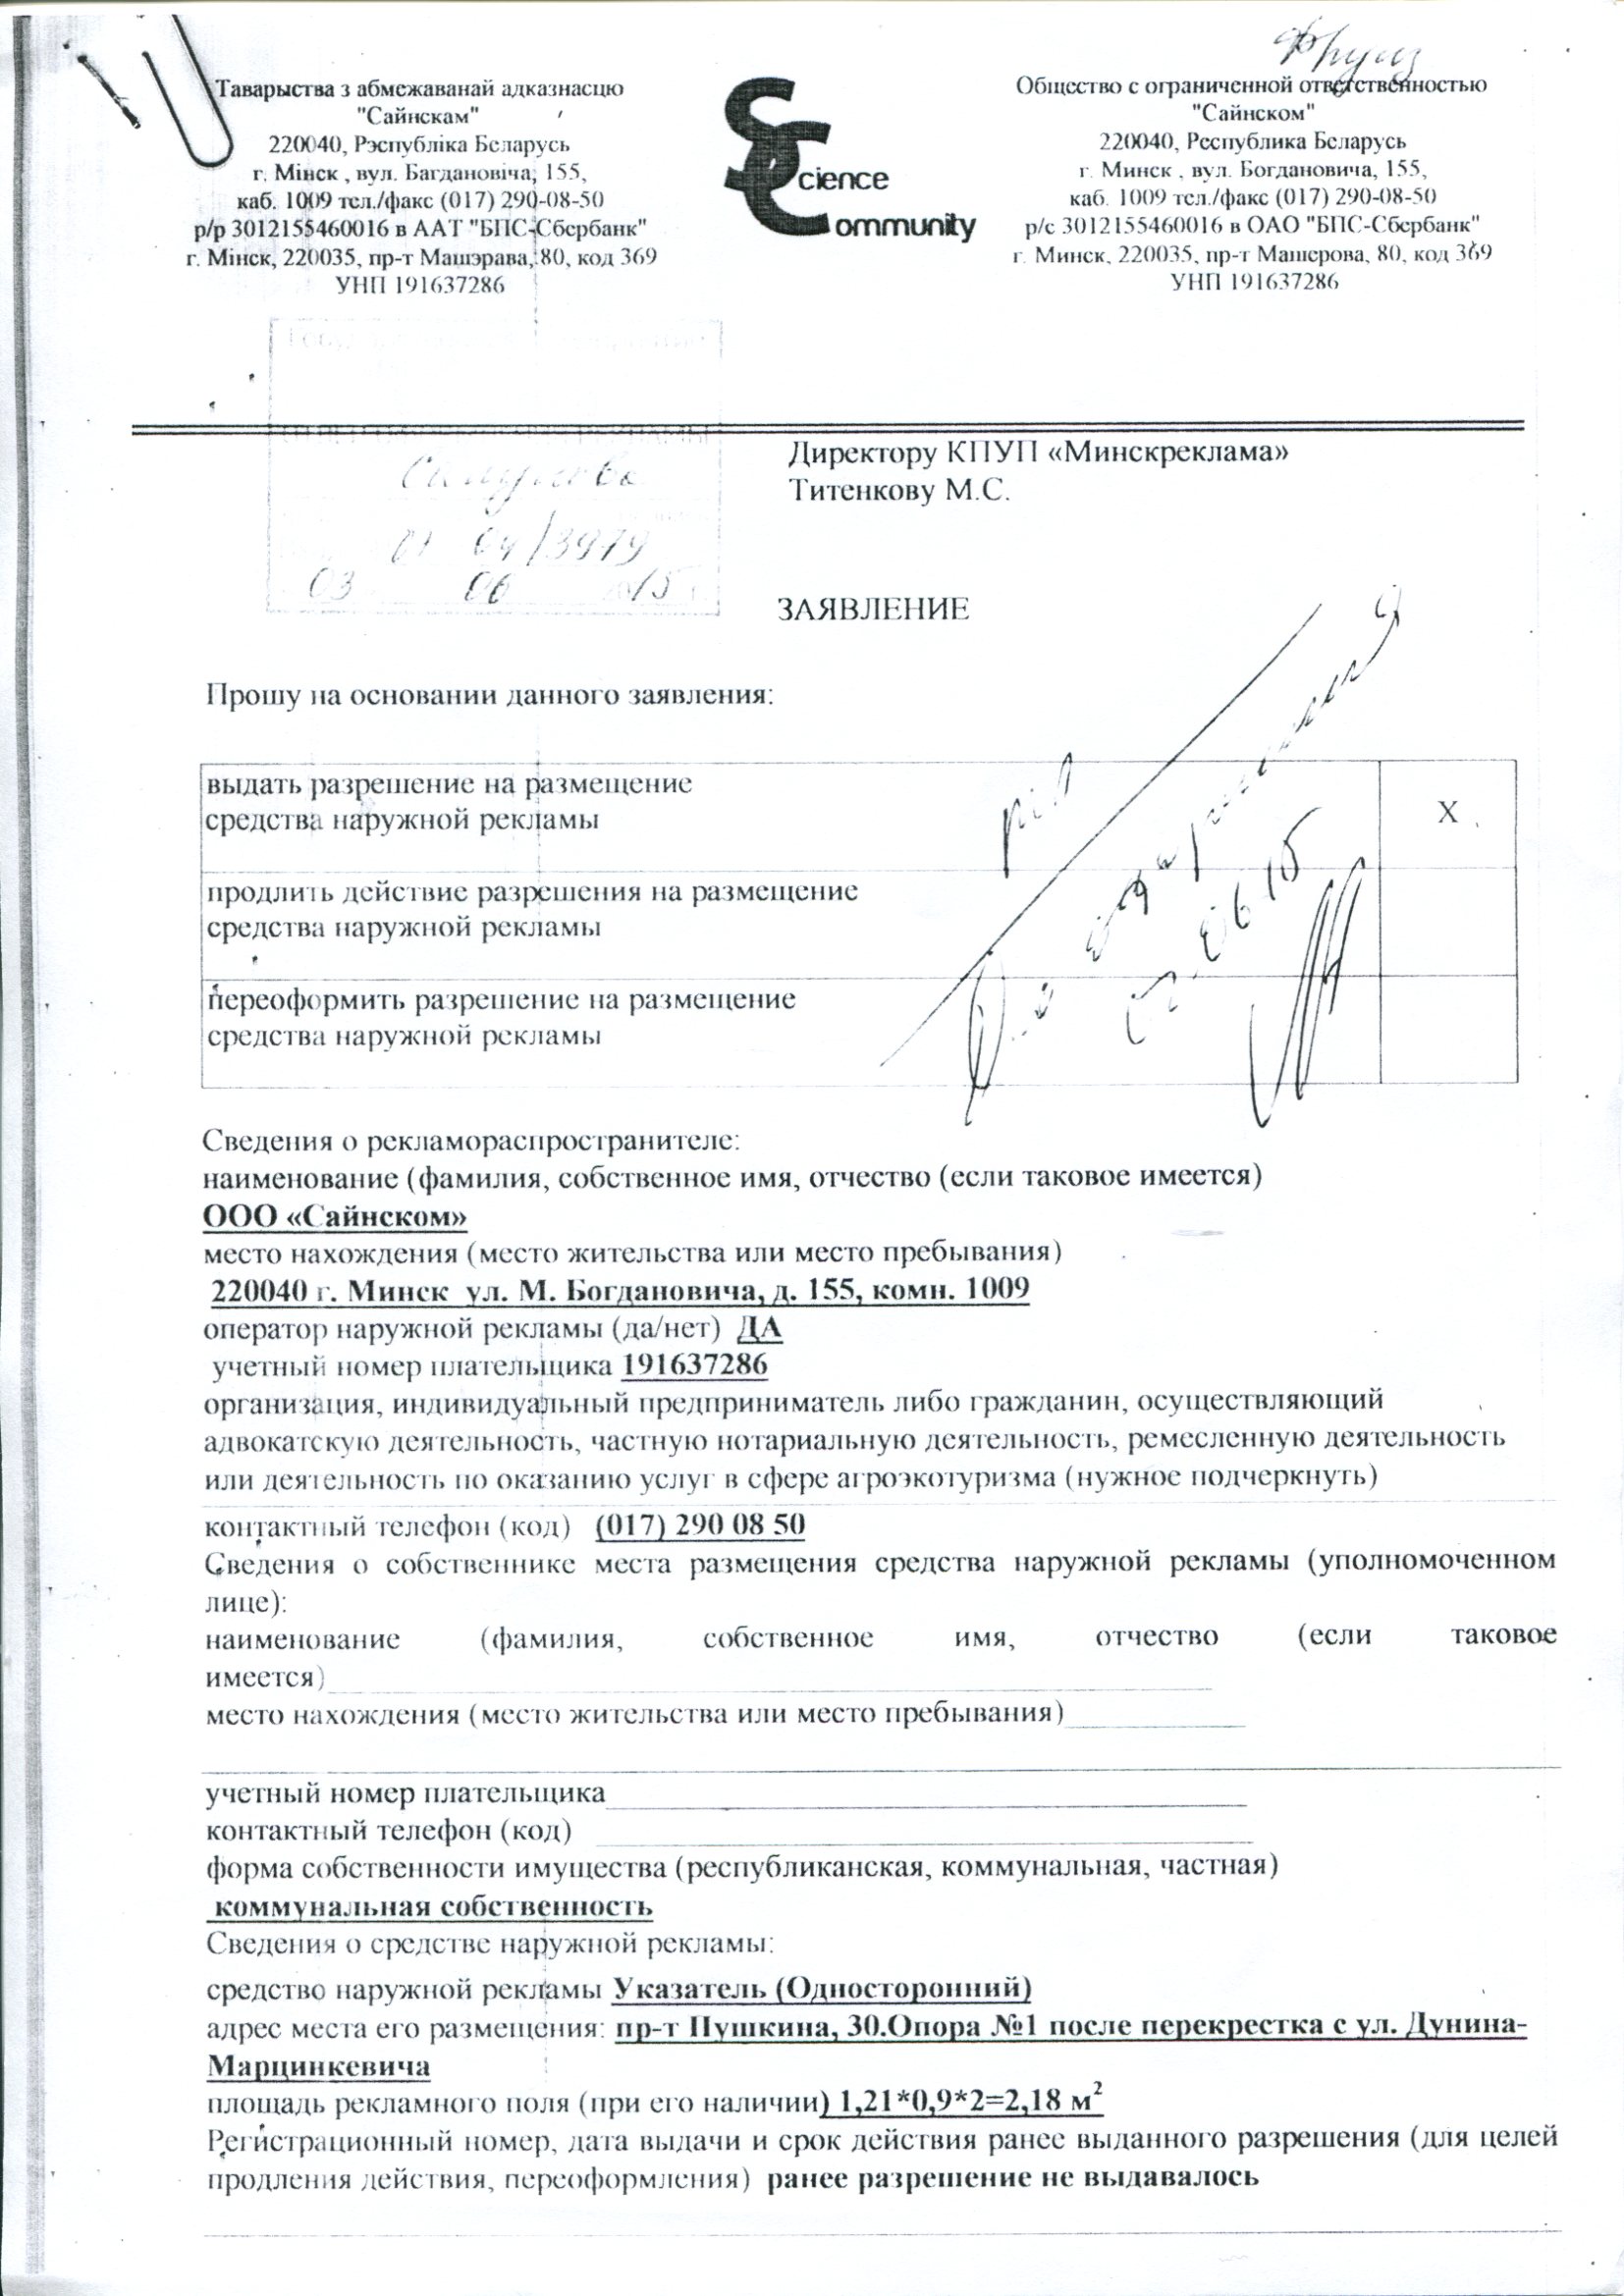 Таварыства з абмежаванай адказнасцю
"Сайнскам"
220040, Рэспубліка Беларусь
г. Мінск , вул. Багдановіча, 155,
каб. 1009 тел./факс (017) 290-08-50
р/р 3012155460016 в ААТ "БПС-Сбербанк"
г. Мінск, 220035, пр-т Машэрава, 80, код 369
УНП 191637286
Science
Community
Общество с ограниченной ответственностью
"Сайнском"
220040, Республика Беларусь
г. Минск , вул. Богдановича, 155,
каб. 1009 тел./факс (017) 290-08-50
р/с 3012155460016 в ОАО "БПС-Сбербанк"
г. Минск, 220035, пр-т Машерова, 80, код 369
УНП 191637286
04/3979
03 06 15
Директору КПУП «Минскреклама»
Титенкову М.С.
ЗАЯВЛЕНИЕ
Прошу на основании данного заявления:
выдать разрешение на размещение
средства наружной рекламы
X
продлить действие разрешения на размещение
средства наружной рекламы
переоформить разрешение на размещение
средства наружной рекламы
06 15
Сведения о рекламораспространителе:
наименование (фамилия, собственное имя, отчество (если таковое имеется)
ООО «Сайнском»
место нахождения (место жительства или место пребывания)
220040 г. Минск ул. М. Богдановича, д. 155, комн. 1009
оператор наружной рекламы (да/нет) ДА
учетный номер плательщика 191637286
организация, индивидуальный предприниматель либо гражданин, осуществляющий
адвокатскую деятельность, частную нотариальную деятельность, ремесленную деятельность
или деятельность по оказанию услуг в сфере агроэкотуризма (нужное подчеркнуть)
контактный телефон (код) (017) 290 08 50
Сведения о собственнике места размещения средства наружной рекламы (уполномоченном
лице):
наименование (фамилия, собственное имя, отчество (если таковое
имеется)
место нахождения (место жительства или место пребывания)
учетный номер плательщика
контактный телефон (код)
форма собственности имущества (республиканская, коммунальная, частная)
коммунальная собственность
Сведения о средстве наружной рекламы:
средство наружной рекламы Указатель (Односторонний)
адрес места его размещения: пр-т Пушкина, 30.Опора №1 после перекрестка с ул. Дунина-
Марцинкевича
площадь рекламного поля (при его наличии) 1,21*0,9*2=2,18 м²
Регистрационный номер, дата выдачи и срок действия ранее выданного разрешения (для целей
продления действия, переоформления) ранее разрешение не выдавалось